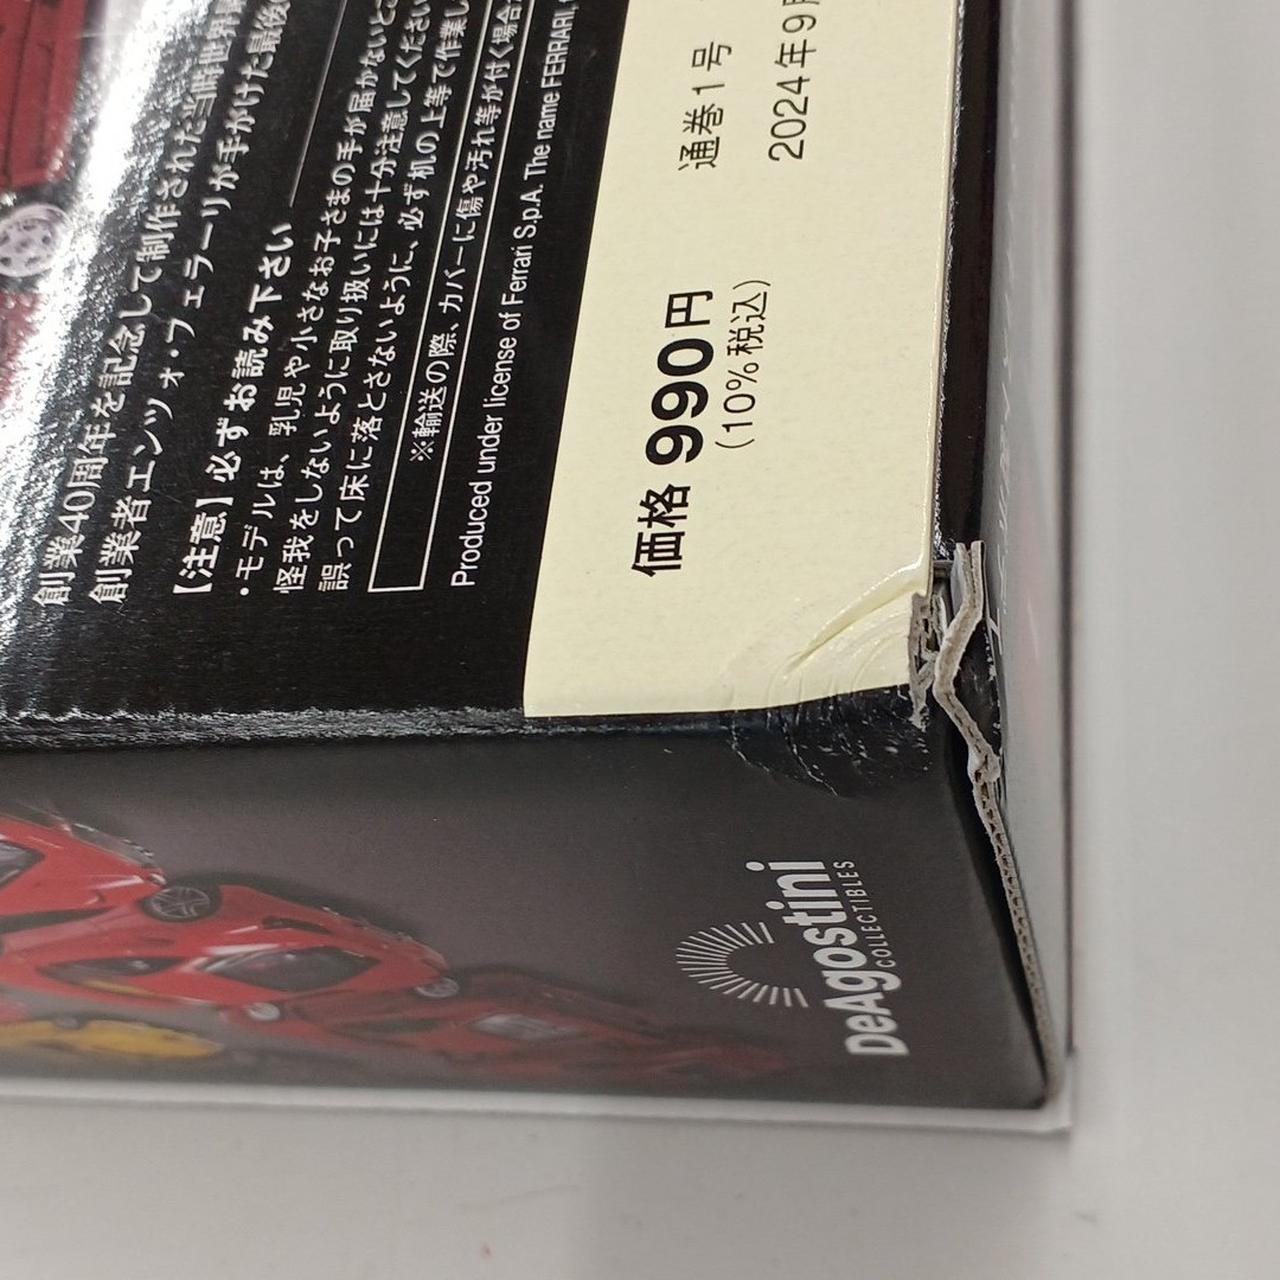 創業40周年を記念して制作された当時世界
創業者エンツォ・フェラーリが手がけた最後
【注意】必ずお読み下さい
・モデルは、乳児や小さなお子さまの手が届かないとこ
怪我をしないように取り扱いには十分注意してください
誤って床に落とさないように、必ず机の上等で作業し
※輸送の際、カバーに傷や汚れ等が付く場合
Produced under license of Ferrari S.p.A. The name FERRARI,
通巻1号
2024年9月
価格 990円
(10%税込)
DeAgostini
COLLECTIBLES